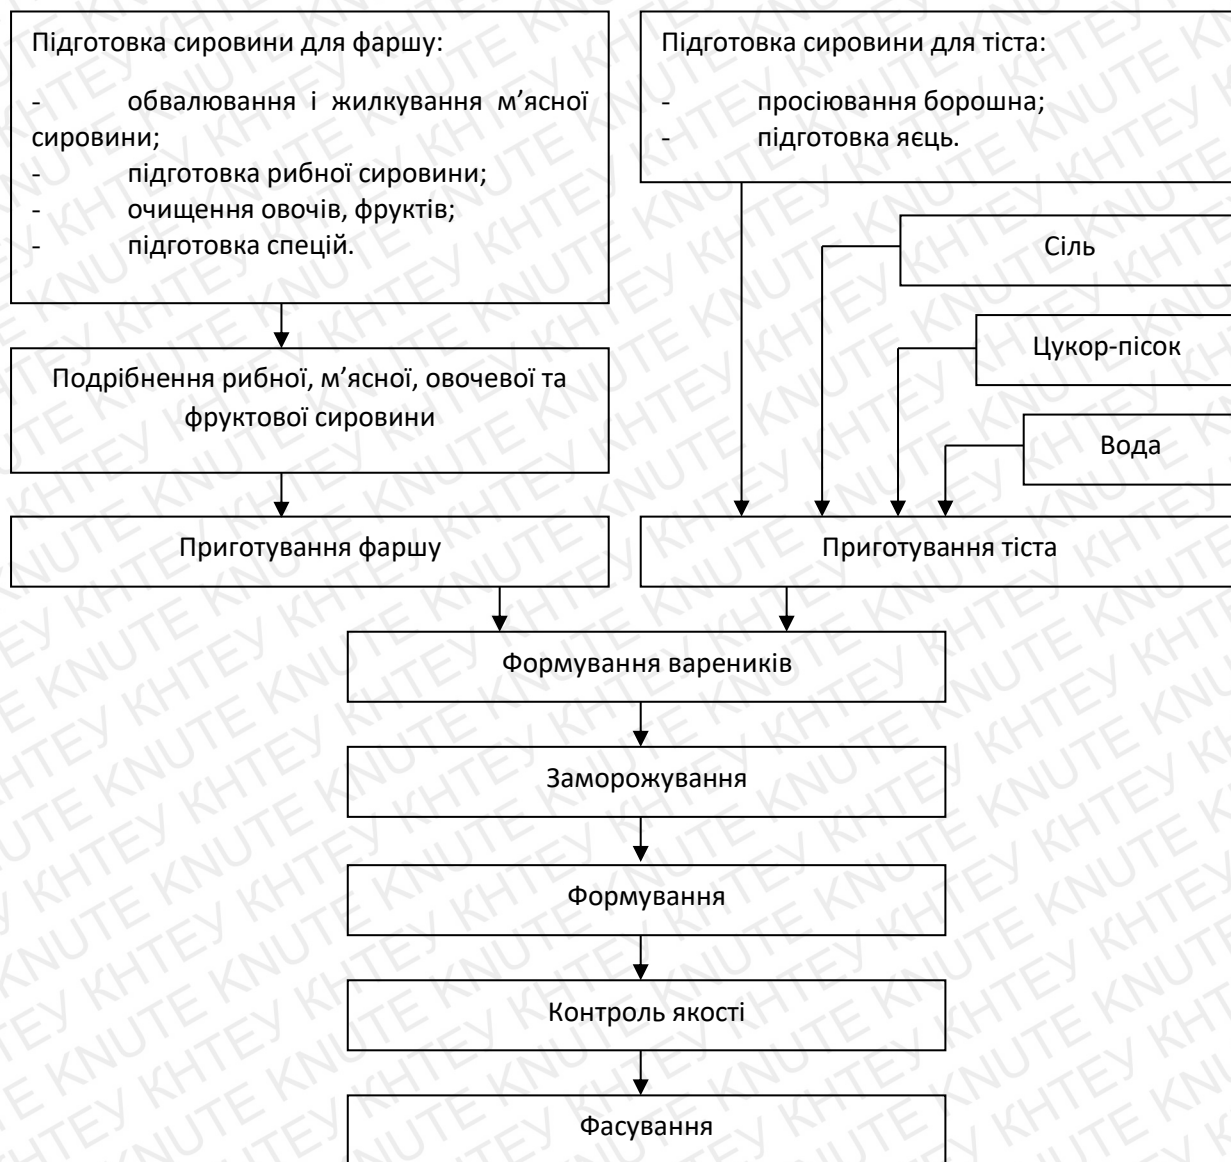 Підготовка сировини для фаршу:
- обвалювання і жилкування м’ясної
сировини;
- підготовка рибної сировини;
- очищення овочів, фруктів;
- підготовка спецій.
Підготовка сировини для тіста:
- просіювання борошна;
- підготовка яєць.
Сіль
Цукор-пісок
Вода
Подрібнення рибної, м’ясної, овочевої та
фруктової сировини
Приготування фаршу
Приготування тіста
Формування вареників
Заморожування
Формування
Контроль якості
Фасування